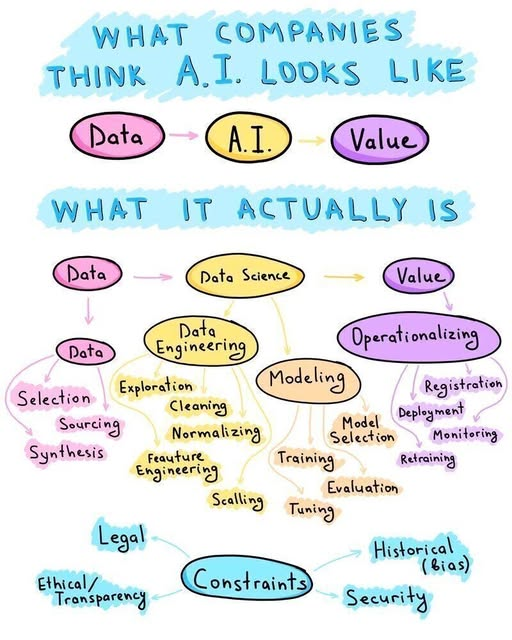 WHAT COMPANIES
THINK A.I. LOOKS LIKE
Data
A.I.
Value
WHAT IT ACTUALLY IS
Data
Data Science
Value
Data
Selection
Sourcing
Synthesis
Data
Engineering
Exploration
Cleaning
Normalizing
Feauture
Engineering
Scalling
Modeling
Model
Selection
Training
Evaluation
Tuning
Operationalizing
Registration
Deployment
Monitoring
Retraining
Constraints
Legal
Ethical/
Transparency
Historical
(Bias)
Security